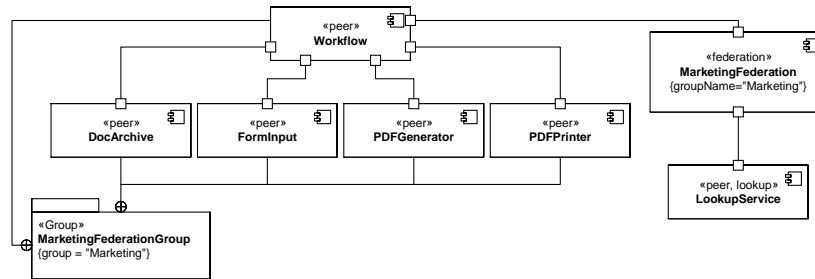 «peer»
Workflow
«federation»
MarketingFederation
{groupName="Marketing"}
«peer»
DocArchive
«peer»
FormInput
«peer»
PDFGenerator
«peer»
PDFPrinter
«peer, lookup»
LookupService
«Group»
MarketingFederationGroup
{group = "Marketing"}